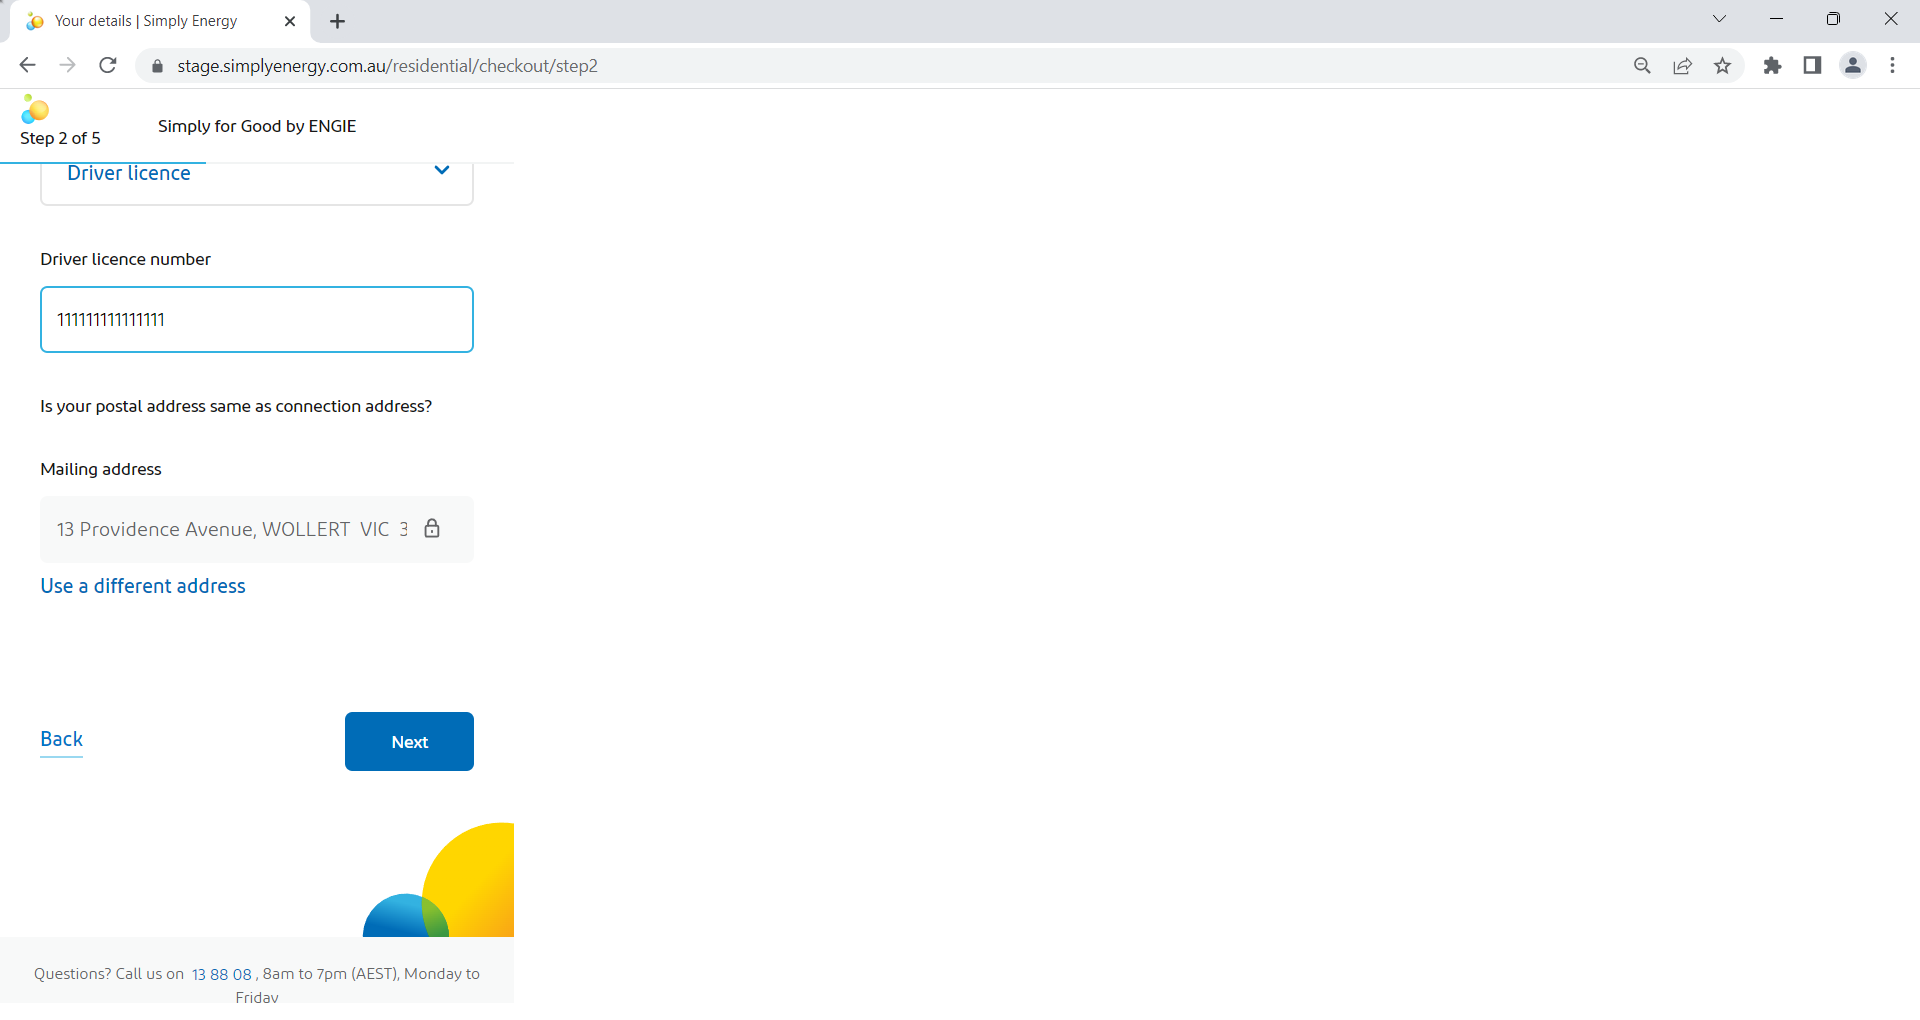 Your details | Simply Energy
stage.simplyenergy.com.au/residential/checkout/step2
Step 2 of 5
Simply for Good by ENGIE
Driver licence
Driver licence number
111111111111111
Is your postal address same as connection address?
Mailing address
13 Providence Avenue, WOLLERT VIC 3
Use a different address
Back
Next
Questions? Call us on 13 88 08 , 8am to 7pm (AEST), Monday to
Friday